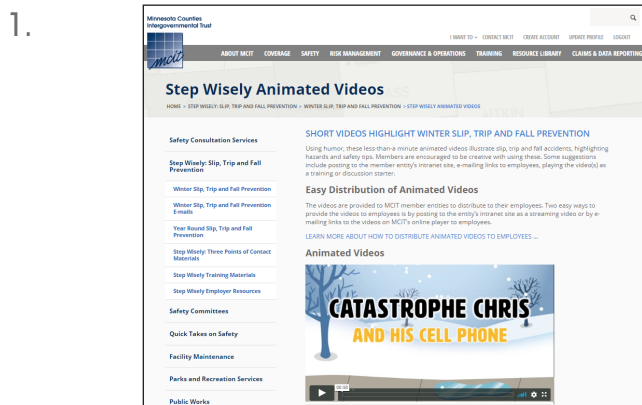 1.
Minnesota Counties
Intergovernmental Trust
mcit
I WANT TO CONTACT MCIT CREATE ACCOUNT UPDATE PROFILE LOGOUT
ABOUT MCIT COVERAGE SAFETY RISK MANAGEMENT GOVERNANCE & OPERATIONS TRAINING RESOURCE LIBRARY CLAIMS & DATA REPORTING
Step Wisely Animated Videos
HOME > STEP WISELY: SLIP, TRIP AND FALL PREVENTION > WINTER SLIP, TRIP AND FALL PREVENTION > STEP WISELY ANIMATED VIDEOS
Safety Consultation Services
Step Wisely: Slip, Trip and Fall
Prevention
Winter Slip, Trip and Fall Prevention
Winter Slip, Trip and Fall Prevention
E-mails
Year Round Slip, Trip and Fall
Prevention
Step Wisely: Three Points of Contact
Materials
Step Wisely Training Materials
Step Wisely Employer Resources
Safety Committees
Quick Takes on Safety
Facility Maintenance
Parks and Recreation Services
Public Works
SHORT VIDEOS HIGHLIGHT WINTER SLIP, TRIP AND FALL PREVENTION
Using humor, these less-than-a minute animated videos illustrate slip, trip and fall accidents, highlighting
hazards and safety tips. Members are encouraged to be creative with using these. Some suggestions
include posting to the member entity's intranet site, e-mailing links to employees, playing the video(s) as
a training or discussion starter.
Easy Distribution of Animated Videos
The videos are provided to MCIT member entities to distribute to their employees. Two easy ways to
provide the videos to employees is by posting to the entity's intranet site as a streaming video or by e-
mailing links to the videos on MCIT's online player to employees.
LEARN MORE ABOUT HOW TO DISTRIBUTE ANIMATED VIDEOS TO EMPLOYEES ...
Animated Videos
CATASTROPHE CHRIS
AND HIS CELL PHONE
00:50